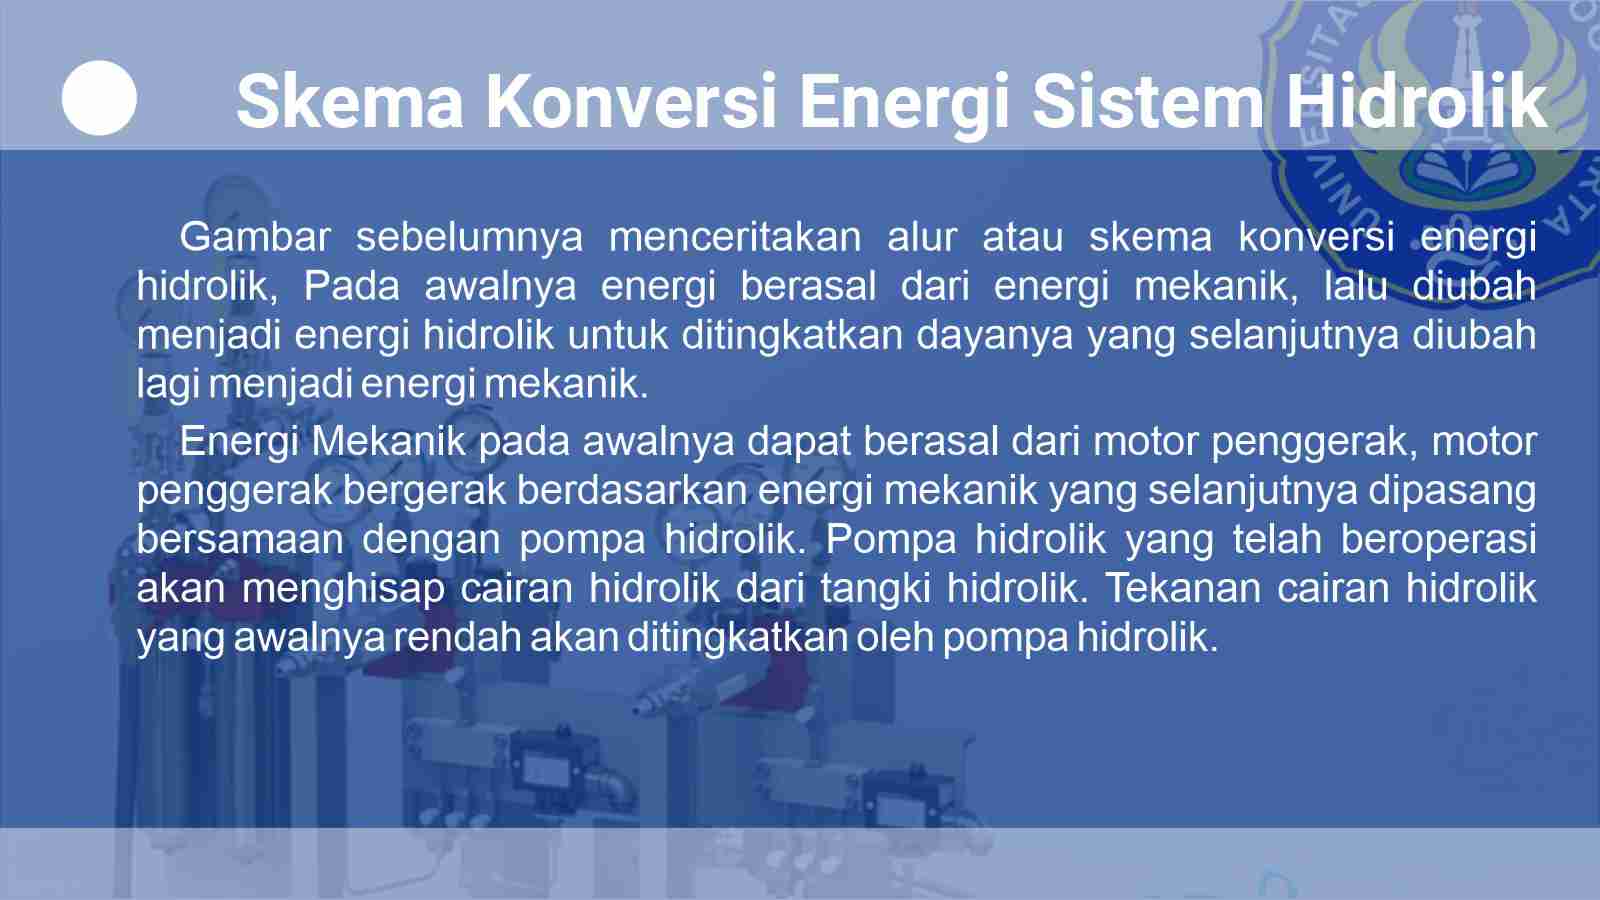 Skema Konversi Energi Sistem Hidrolik
UNIVERSITAS
Gambar sebelumnya menceritakan alur atau skema konversi energi
hidrolik, Pada awalnya energi berasal dari energi mekanik, lalu diubah
menjadi energi hidrolik untuk ditingkatkan dayanya yang selanjutnya diubah
lagi menjadi energi mekanik.
Energi Mekanik pada awalnya dapat berasal dari motor penggerak, motor
penggerak bergerak berdasarkan energi mekanik yang selanjutnya dipasang
bersamaan dengan pompa hidrolik. Pompa hidrolik yang telah beroperasi
akan menghisap cairan hidrolik dari tangki hidrolik. Tekanan cairan hidrolik
yang awalnya rendah akan ditingkatkan oleh pompa hidrolik.